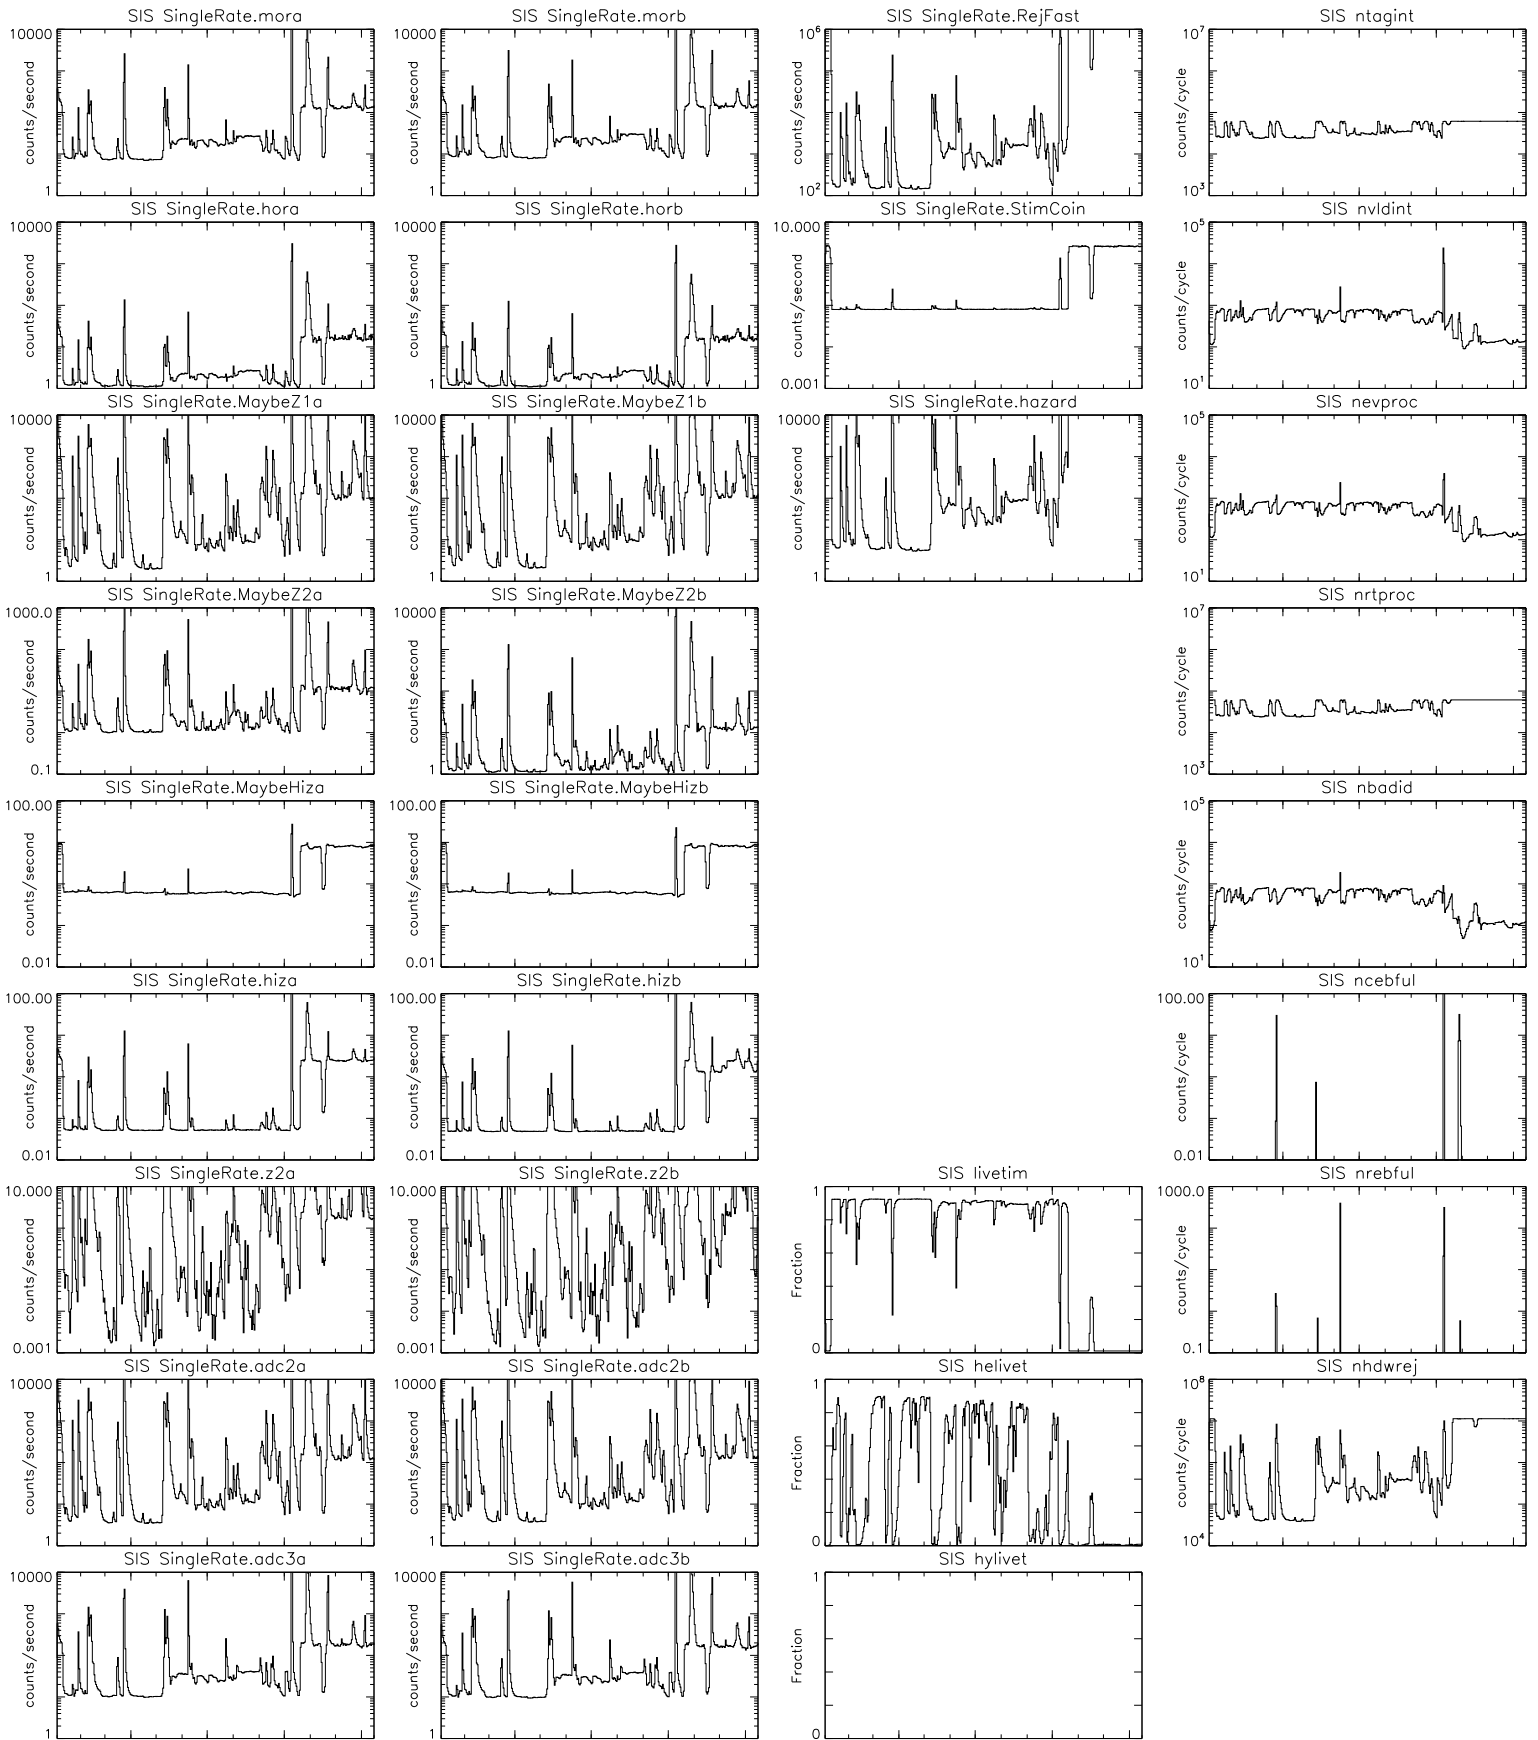 SIS SingleRate.mora
10000
counts/second
1
SIS SingleRate.morb
10000
counts/second
1
SIS SingleRate.RejFast
10^6
counts/second
10^2
SIS ntagint
10^7
counts/cycle
10^3
SIS SingleRate.hora
10000
counts/second
1
SIS SingleRate.horb
10000
counts/second
1
SIS SingleRate.StimCoin
10.000
counts/second
0.001
SIS nvldint
10^5
counts/cycle
10^1
SIS SingleRate.MaybeZ1a
10000
counts/second
1
SIS SingleRate.MaybeZ1b
10000
counts/second
1
SIS SingleRate.hazard
10000
counts/second
1
SIS nevproc
10^5
counts/cycle
10^1
SIS SingleRate.MaybeZ2a
1000.0
counts/second
0.1
SIS SingleRate.MaybeZ2b
10000
counts/second
1
SIS nrtproc
10^7
counts/cycle
10^3
SIS SingleRate.MaybeHiza
100.00
counts/second
0.01
SIS SingleRate.MaybeHizb
100.00
counts/second
0.01
SIS nbadid
10^5
counts/cycle
10^1
SIS SingleRate.hiza
100.00
counts/second
0.01
SIS SingleRate.hizb
100.00
counts/second
0.01
SIS ncebful
100.00
counts/cycle
0.01
SIS SingleRate.z2a
10.000
counts/second
0.001
SIS SingleRate.z2b
10.000
counts/second
0.001
SIS livetim
1
Fraction
0
SIS nrebful
1000.0
counts/cycle
0.1
SIS SingleRate.adc2a
10000
counts/second
1
SIS SingleRate.adc2b
10000
counts/second
1
SIS helivet
1
Fraction
0
SIS nhdwrej
10^8
counts/cycle
10^4
SIS SingleRate.adc3a
10000
counts/second
1
SIS SingleRate.adc3b
10000
counts/second
1
SIS hylivet
1
Fraction
0